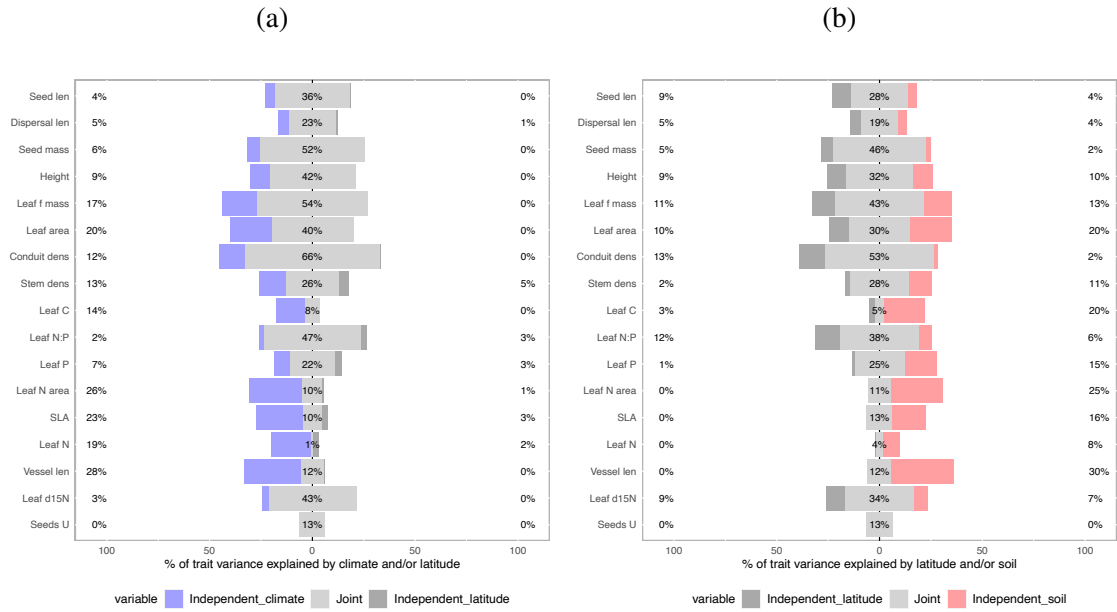 (a)
(b)
Seed len 4% 36% 0%
Dispersal len 5% 23% 1%
Seed mass 6% 52% 0%
Height 9% 42% 0%
Leaf f mass 17% 54% 0%
Leaf area 20% 40% 0%
Conduit dens 12% 66% 0%
Stem dens 13% 26% 5%
Leaf C 14% 8% 0%
Leaf N:P 2% 47% 3%
Leaf P 7% 22% 3%
Leaf N area 26% 10% 1%
SLA 23% 10% 3%
Leaf N 19% 1% 2%
Vessel len 28% 12% 0%
Leaf d15N 3% 43% 0%
Seeds U 0% 13% 0%
100 50 0 50 100
% of trait variance explained by climate and/or latitude
variable Independent_climate Joint Independent_latitude
Seed len 9% 28% 4%
Dispersal len 5% 19% 4%
Seed mass 5% 46% 2%
Height 9% 32% 10%
Leaf f mass 11% 43% 13%
Leaf area 10% 30% 20%
Conduit dens 13% 53% 2%
Stem dens 2% 28% 11%
Leaf C 3% 5% 20%
Leaf N:P 12% 38% 6%
Leaf P 1% 25% 15%
Leaf N area 0% 11% 25%
SLA 0% 13% 16%
Leaf N 0% 4% 8%
Vessel len 0% 12% 30%
Leaf d15N 9% 34% 7%
Seeds U 0% 13% 0%
100 50 0 50 100
% of trait variance explained by latitude and/or soil
variable Independent_latitude Joint Independent_soil